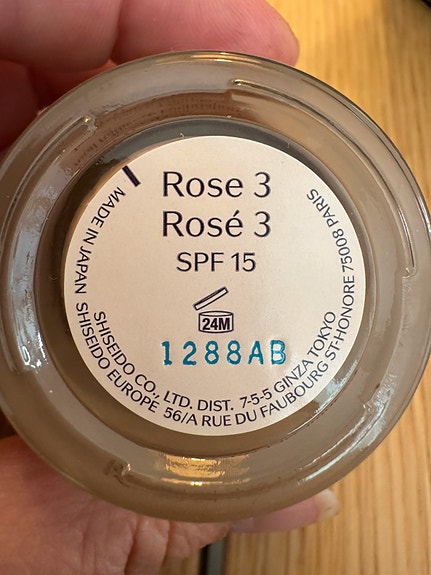 Rose 3
Rosé 3
SPF 15
24M
1288AB
MADE IN JAPAN
SHISEIDO CO., LTD. DIST. 7-5-5 GINZA TOKYO
SHISEIDO EUROPE 56/A RUE DU FAUBOURG ST-HONORE 75008 PARIS